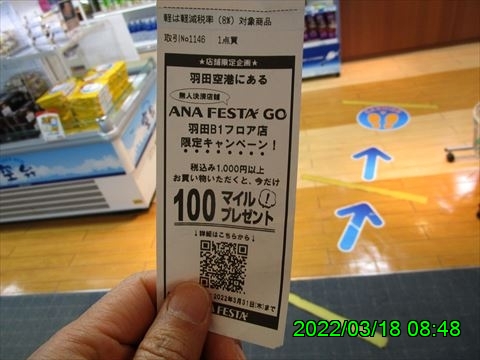 軽は軽減税率(8%)対象商品
取引No1146 1点買
★店舗限定企画★
羽田空港にある
無人決済店舗
ANA FESTA GO
羽田B1フロア店
限定キャンペーン!
税込み1,000円以上
お買い物いただくと、今だけ
100マイル
プレゼント!
↓詳細はこちらから↓
2022年3月31日(木)まで
ANA FESTA
2022/03/18 08:48